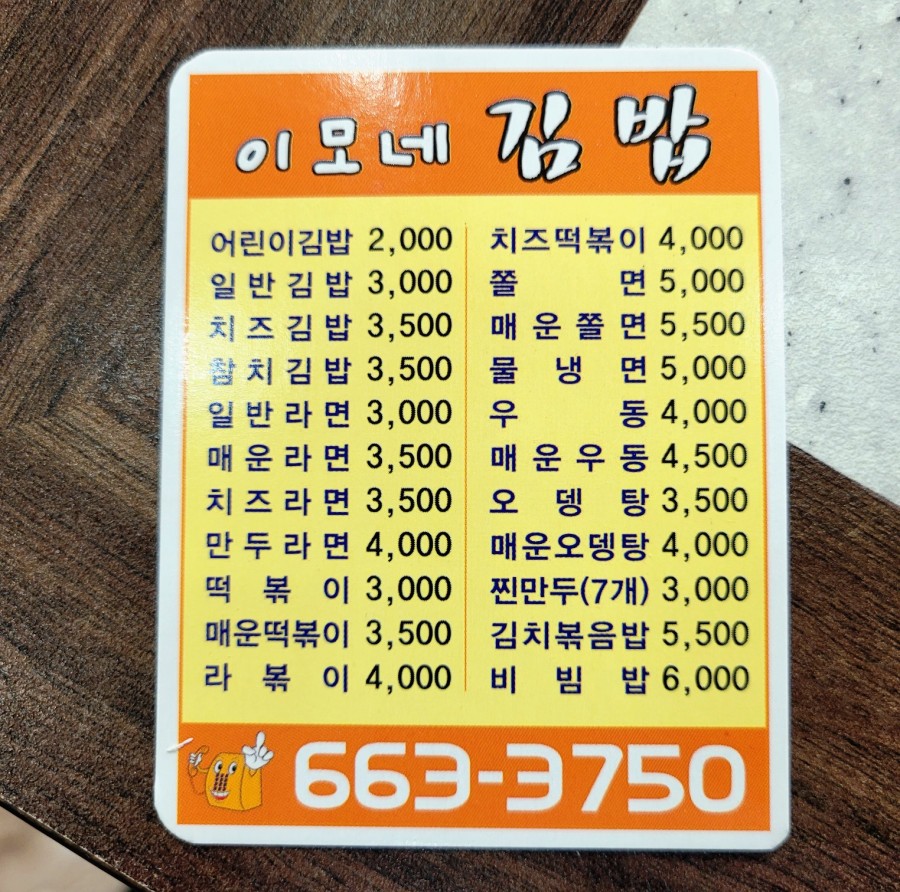 이모네 김밥
어린이김밥 2,000
일반김밥 3,000
치즈김밥 3,500
참치김밥 3,500
일반라면 3,000
매운라면 3,500
치즈라면 3,500
만두라면 4,000
떡볶이 3,000
매운떡볶이 3,500
라볶이 4,000
치즈떡볶이 4,000
쫄면 5,000
매운쫄면 5,500
물냉면 5,000
우동 4,000
매운우동 4,500
오뎅탕 3,500
매운오뎅탕 4,000
찐만두(7개) 3,000
김치볶음밥 5,500
비빔밥 6,000
663-3750